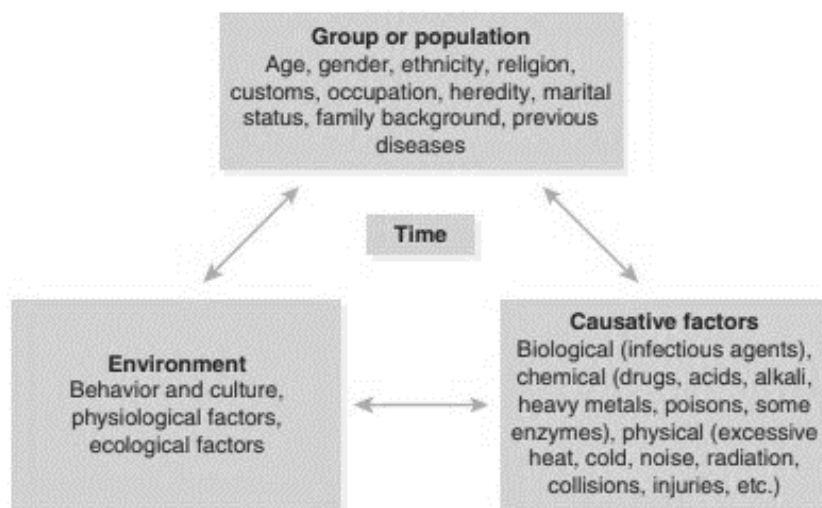 Group or population
Age, gender, ethnicity, religion,
customs, occupation, heredity, marital
status, family background, previous
diseases
Time
Environment
Behavior and culture,
physiological factors,
ecological factors
Causative factors
Biological (infectious agents),
chemical (drugs, acids, alkali,
heavy metals, poisons, some
enzymes), physical (excessive
heat, cold, noise, radiation,
collisions, injuries, etc.)